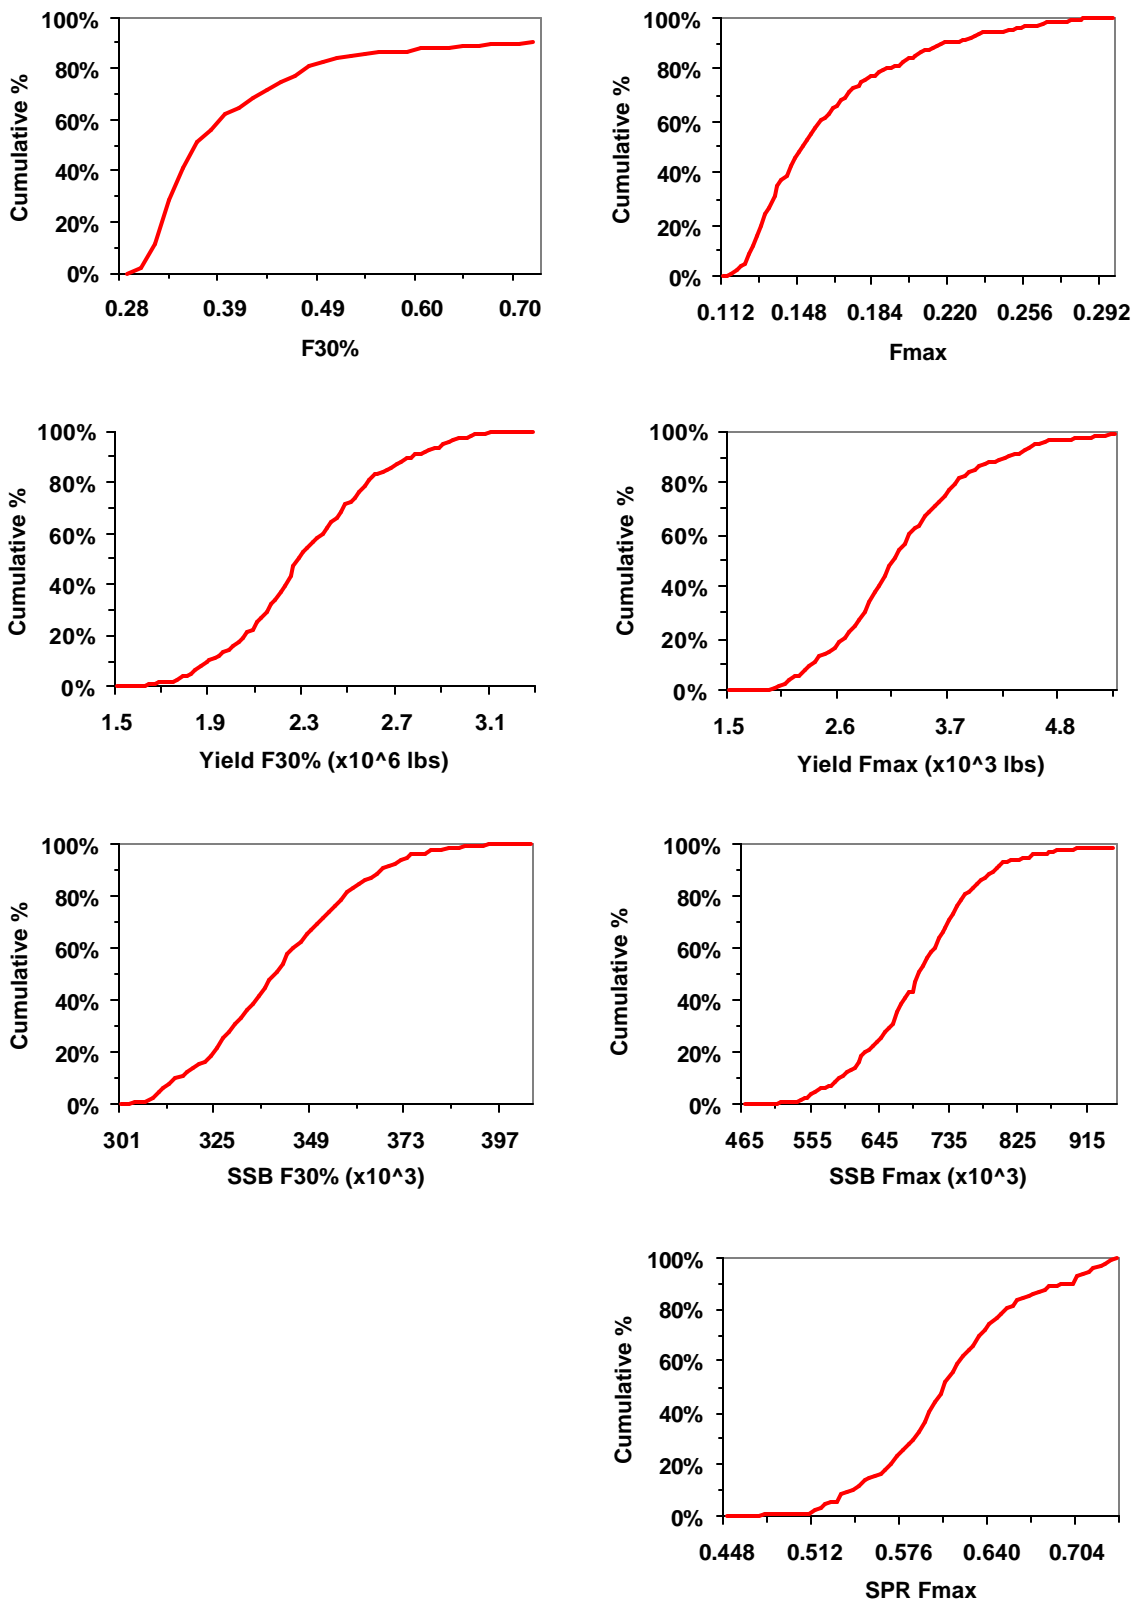 100%
80%
60%
40%
20%
0%
Cumulative %
0.28 0.39 0.49 0.60 0.70
F30%
100%
80%
60%
40%
20%
0%
Cumulative %
0.112 0.148 0.184 0.220 0.256 0.292
Fmax
100%
80%
60%
40%
20%
0%
Cumulative %
1.5 1.9 2.3 2.7 3.1
Yield F30% (x10^6 lbs)
100%
80%
60%
40%
20%
0%
Cumulative %
1.5 2.6 3.7 4.8
Yield Fmax (x10^3 lbs)
100%
80%
60%
40%
20%
0%
Cumulative %
301 325 349 373 397
SSB F30% (x10^3)
100%
80%
60%
40%
20%
0%
Cumulative %
465 555 645 735 825 915
SSB Fmax (x10^3)
100%
80%
60%
40%
20%
0%
Cumulative %
0.448 0.512 0.576 0.640 0.704
SPR Fmax